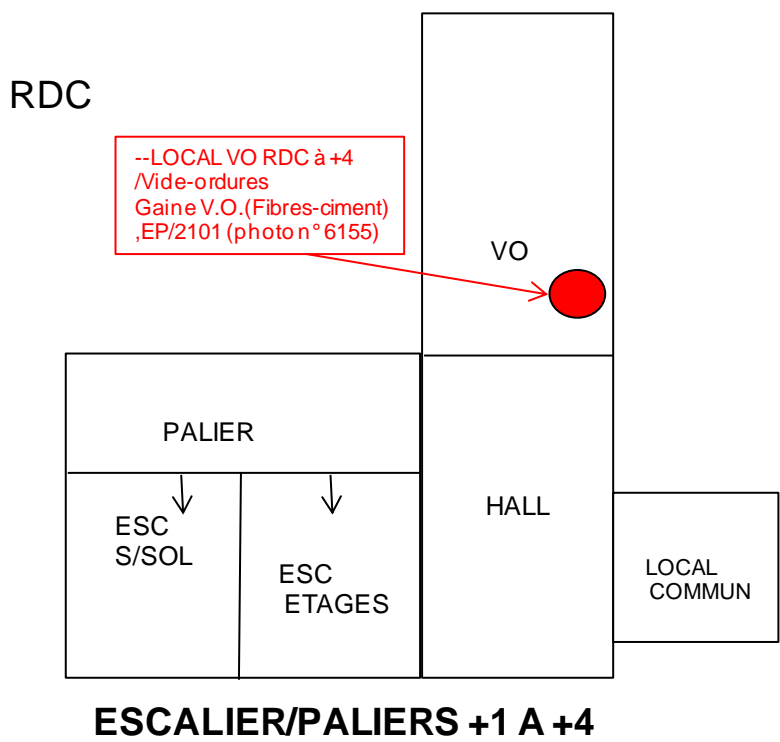 RDC
--LOCAL VO RDC à +4
/Vide-ordures
Gaine V.O.(Fibres-ciment)
,EP/2101 (photo n° 6155)
VO
PALIER
ESC
S/SOL
ESC
ETAGES
HALL
LOCAL
COMMUN
ESCALIER/PALIERS +1 A +4